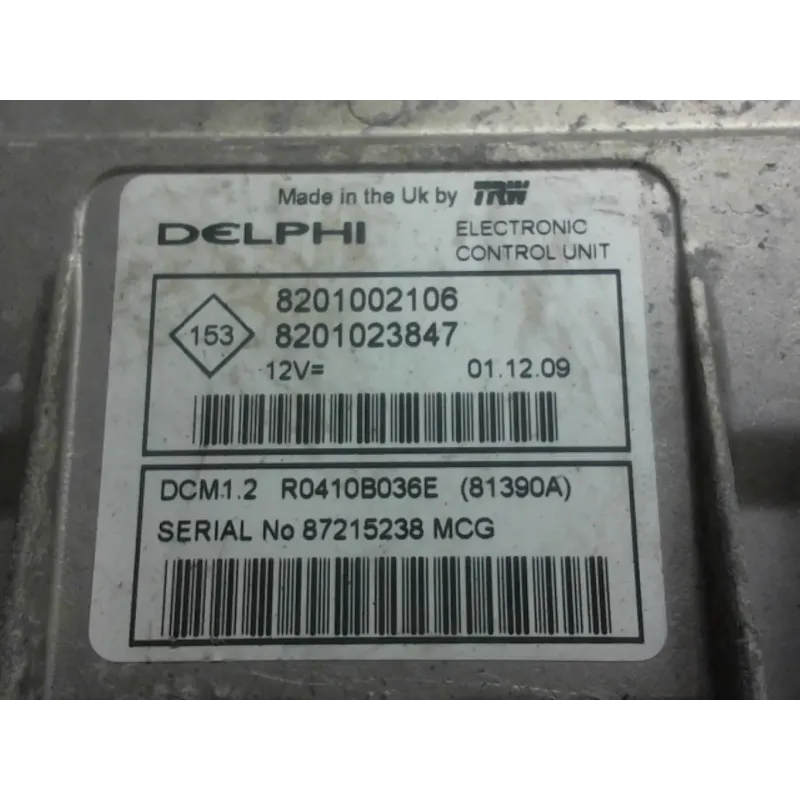 Made in the Uk by TRW
DELPHI
ELECTRONIC
CONTROL UNIT
153
8201002106
8201023847
12V=
01.12.09
DCM1.2 R0410B036E (81390A)
SERIAL No 87215238 MCG